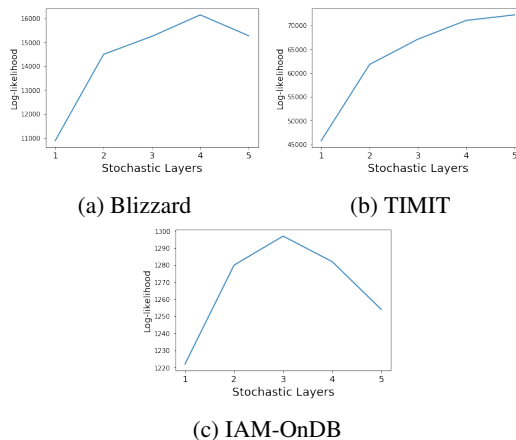 16000
15000
14000
13000
12000
11000
Log-likelihood
1 2 3 4 5
Stochastic Layers
(a) Blizzard
70000
65000
60000
55000
50000
45000
Log-likelihood
1 2 3 4 5
Stochastic Layers
(b) TIMIT
1300
1290
1280
1270
1260
1250
1240
1230
1220
Log-likelihood
1 2 3 4 5
Stochastic Layers
(c) IAM-OnDB